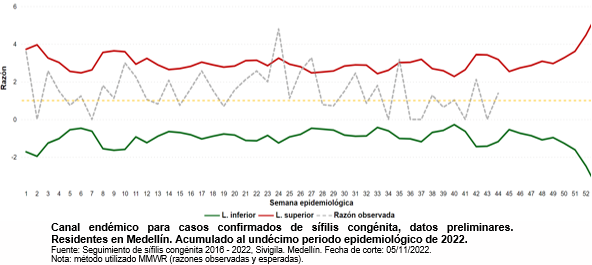 6
4
2
0
-2
Razón
1 2 3 4 5 6 7 8 9 10 11 12 13 14 15 16 17 18 19 20 21 22 23 24 25 26 27 28 29 30 31 32 33 34 35 36 37 38 39 40 41 42 43 44 45 46 47 48 49 50 51 52
Semana epidemiológica
L. inferior L. superior Razón observada
Canal endémico para casos confirmados de sífilis congénita, datos preliminares.
Residentes en Medellín. Acumulado al undécimo periodo epidemiológico de 2022.
Fuente: Seguimiento de sífilis congénita 2016 - 2022, Sivigila. Medellín. Fecha de corte: 05/11/2022.
Nota: método utilizado MMWR (razones observadas y esperadas).